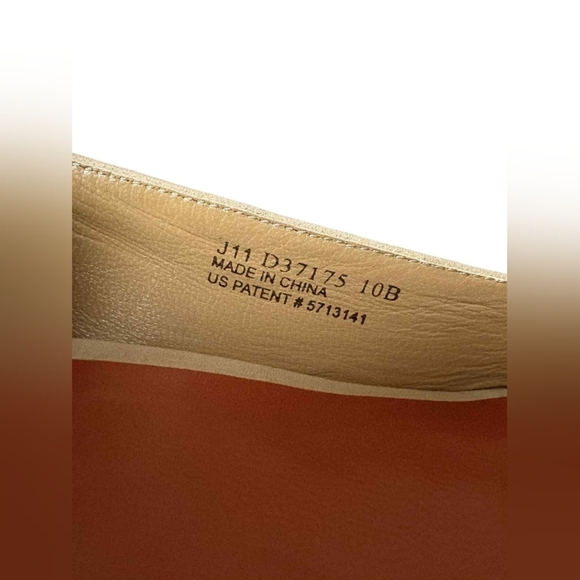 J11 D37175 10B
MADE IN CHINA
US PATENT # 5713141